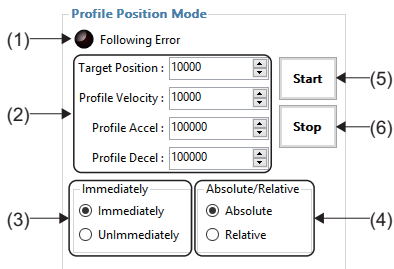 Profile Position Mode
(1) Following Error
(2)
Target Position : 10000
Profile Velocity : 10000
Profile Accel : 100000
Profile Decel : 100000
Start (5)
Stop (6)
(3)
Immediately
Immediately
UnImmediately
Absolute/Relative
Absolute
Relative
(4)